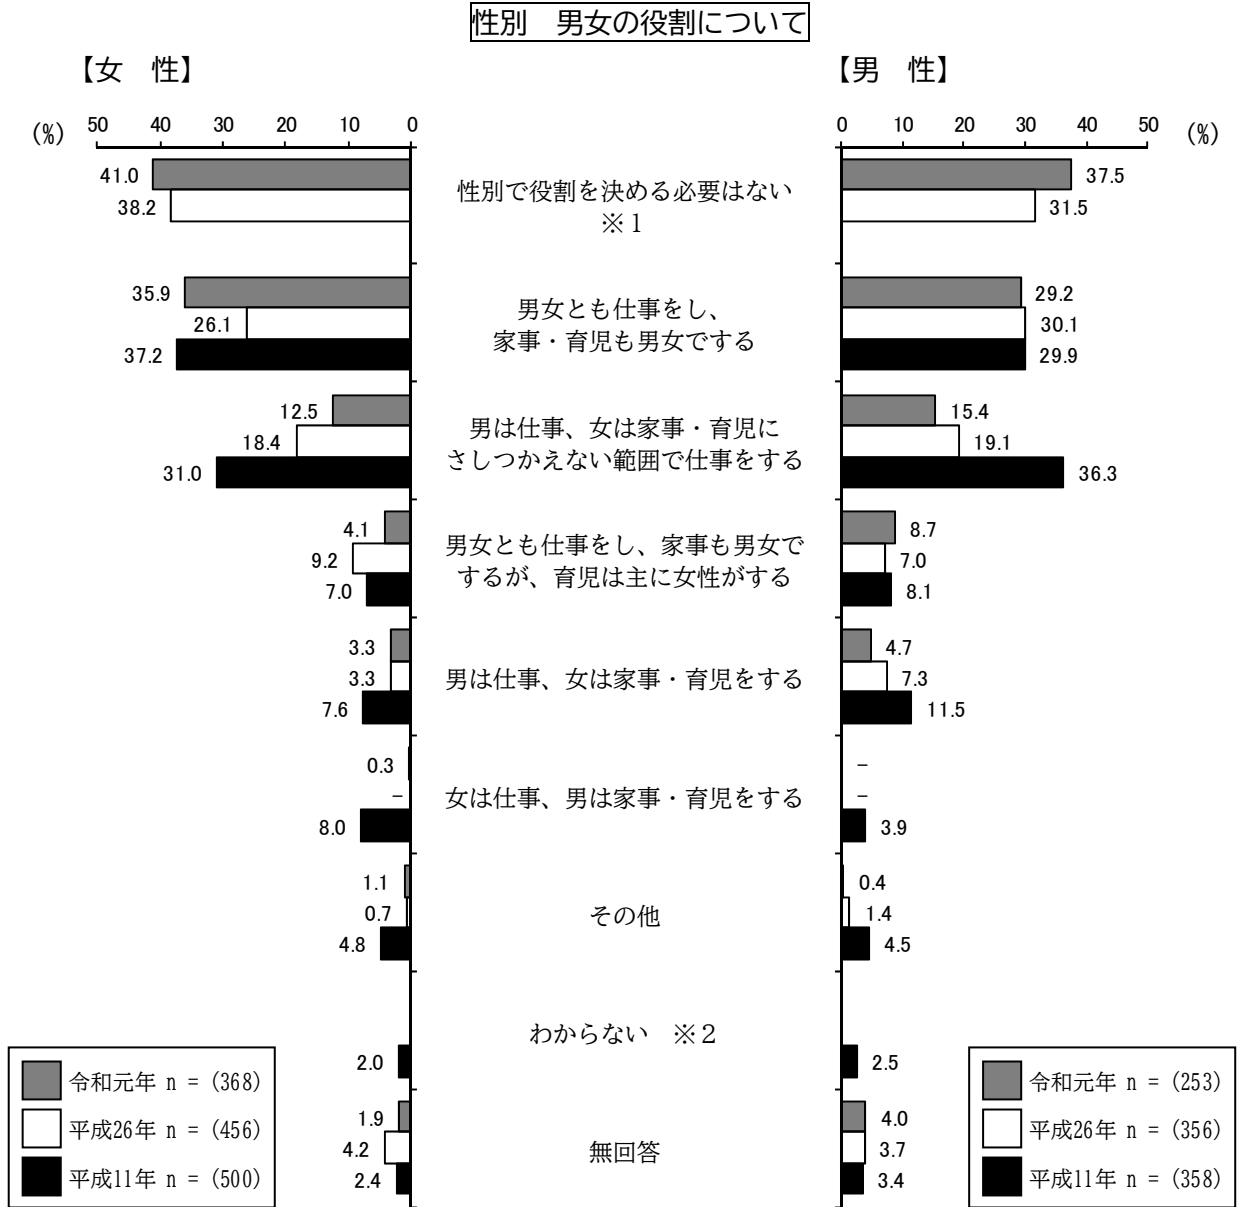 性別　男女の役割について
【女　性】
【男　性】
(%) 50 40 30 20 10 0
0 10 20 30 40 50 (%)
41.0
38.2
性別で役割を決める必要はない
※１
37.5
31.5
35.9
26.1
37.2
男女とも仕事をし、
家事・育児も男女でする
29.2
30.1
29.9
12.5
18.4
31.0
男は仕事、女は家事・育児に
さしつかえない範囲で仕事をする
15.4
19.1
36.3
4.1
9.2
7.0
男女とも仕事をし、家事も男女で
するが、育児は主に女性がする
8.7
7.0
8.1
3.3
3.3
7.6
男は仕事、女は家事・育児をする
4.7
7.3
11.5
0.3
－
8.0
女は仕事、男は家事・育児をする
－
－
3.9
1.1
0.7
4.8
その他
0.4
1.4
4.5
2.0
わからない　※２
2.5
1.9
4.2
2.4
無回答
4.0
3.7
3.4
令和元年 n = (368)
平成26年 n = (456)
平成11年 n = (500)
令和元年 n = (253)
平成26年 n = (356)
平成11年 n = (358)